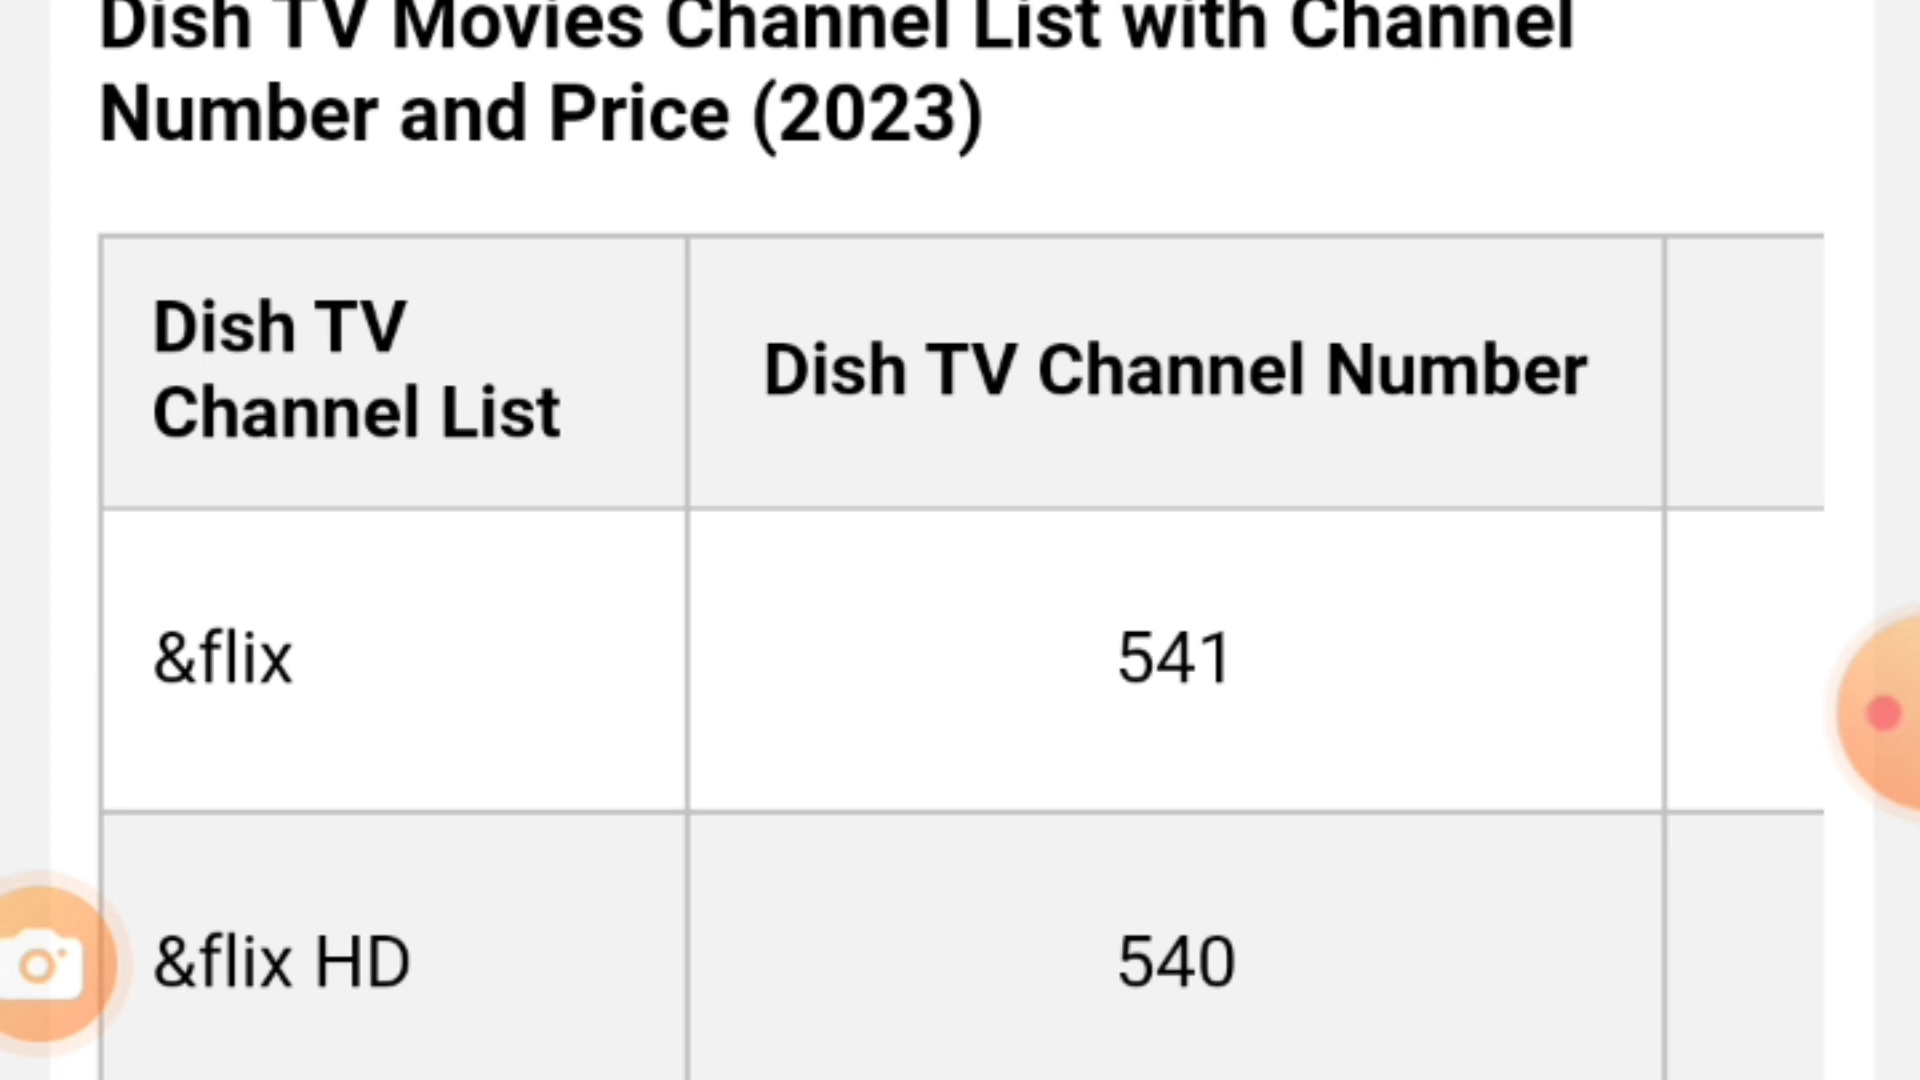 Dish TV Movies Channel List with Channel
Number and Price (2023)
Dish TV
Channel List
Dish TV Channel Number
&flix
541
&flix HD
540